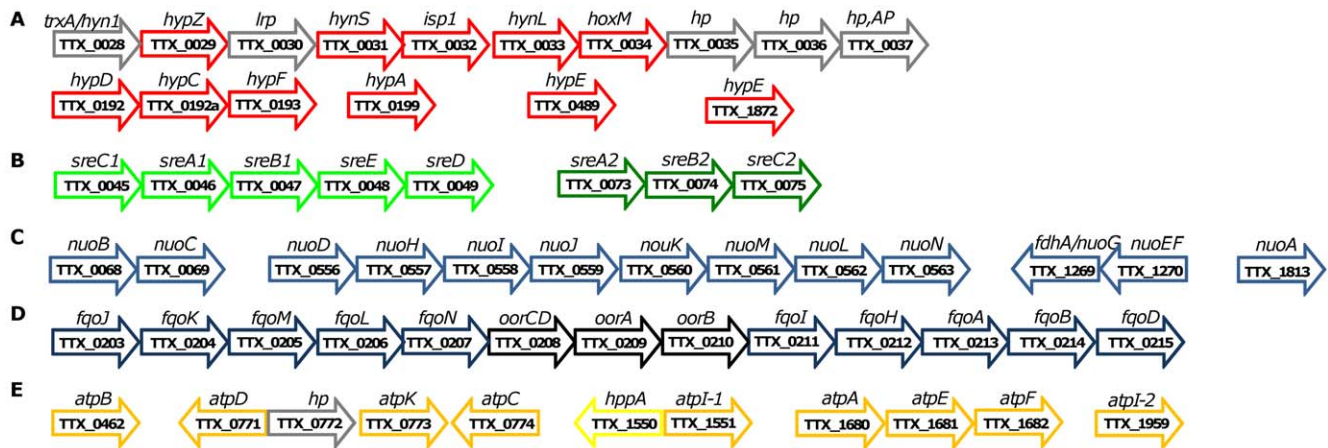 A
trxA/hyn1 hypZ lrp hynS isp1 hynL hoxM hp hp hp,AP
TTX_0028 TTX_0029 TTX_0030 TTX_0031 TTX_0032 TTX_0033 TTX_0034 TTX_0035 TTX_0036 TTX_0037
hypD hypC hypF hypA hypE hypE
TTX_0192 TTX_0192a TTX_0193 TTX_0199 TTX_0489 TTX_1872
B
sreC1 sreA1 sreB1 sreE sreD sreA2 sreB2 sreC2
TTX_0045 TTX_0046 TTX_0047 TTX_0048 TTX_0049 TTX_0073 TTX_0074 TTX_0075
C
nuoB nuoC nuoD nuoH nuoI nuoJ nouK nuoM nuoL nuoN fdhA/nuoG nuoEF nuoA
TTX_0068 TTX_0069 TTX_0556 TTX_0557 TTX_0558 TTX_0559 TTX_0560 TTX_0561 TTX_0562 TTX_0563 TTX_1269 TTX_1270 TTX_1813
D
fqoJ fqoK fqoM fqoL fqoN oorCD oorA oorB fqoI fqoH fqoA fqoB fqoD
TTX_0203 TTX_0204 TTX_0205 TTX_0206 TTX_0207 TTX_0208 TTX_0209 TTX_0210 TTX_0211 TTX_0212 TTX_0213 TTX_0214 TTX_0215
E
atpB atpD hp atpK atpC hppA atpI-1 atpA atpE atpF atpI-2
TTX_0462 TTX_0771 TTX_0772 TTX_0773 TTX_0774 TTX_1550 TTX_1551 TTX_1680 TTX_1681 TTX_1682 TTX_1959